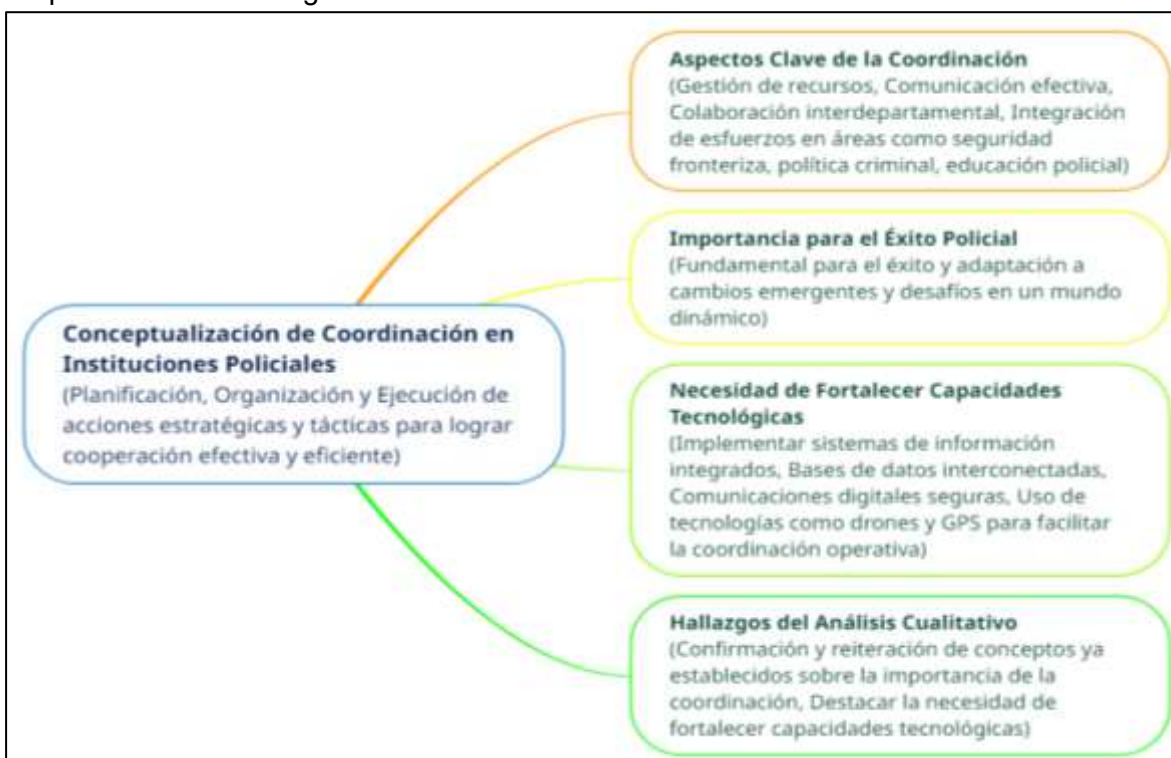 Aspectos Clave de la Coordinación
(Gestión de recursos, Comunicación efectiva,
Colaboración interdepartamental, Integración
de esfuerzos en áreas como seguridad
fronteriza, política criminal, educación policial)
Importancia para el Éxito Policial
(Fundamental para el éxito y adaptación a
cambios emergentes y desafíos en un mundo
dinámico)
Conceptualización de Coordinación en
Instituciones Policiales
(Planificación, Organización y Ejecución de
acciones estratégicas y tácticas para lograr
cooperación efectiva y eficiente)
Necesidad de Fortalecer Capacidades
Tecnológicas
(Implementar sistemas de información
integrados, Bases de datos interconectadas,
Comunicaciones digitales seguras, Uso de
tecnologías como drones y GPS para facilitar
la coordinación operativa)
Hallazgos del Análisis Cualitativo
(Confirmación y reiteración de conceptos ya
establecidos sobre la importancia de la
coordinación, Destacar la necesidad de
fortalecer capacidades tecnológicas)